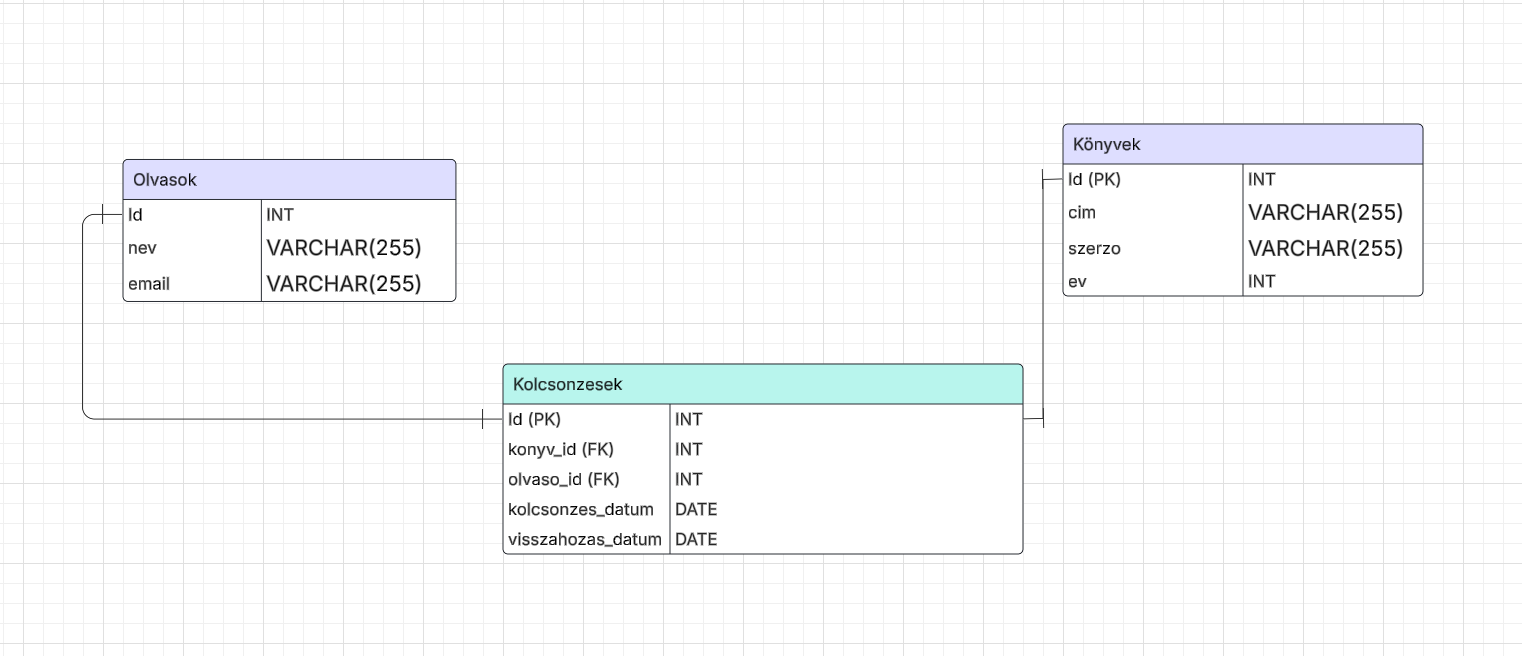 Olvasok
Id INT
nev VARCHAR(255)
email VARCHAR(255)
Könyvek
Id (PK) INT
cim VARCHAR(255)
szerzo VARCHAR(255)
ev INT
Kolcsonzesek
Id (PK) INT
konyv_id (FK) INT
olvaso_id (FK) INT
kolcsonzes_datum DATE
visszahozas_datum DATE